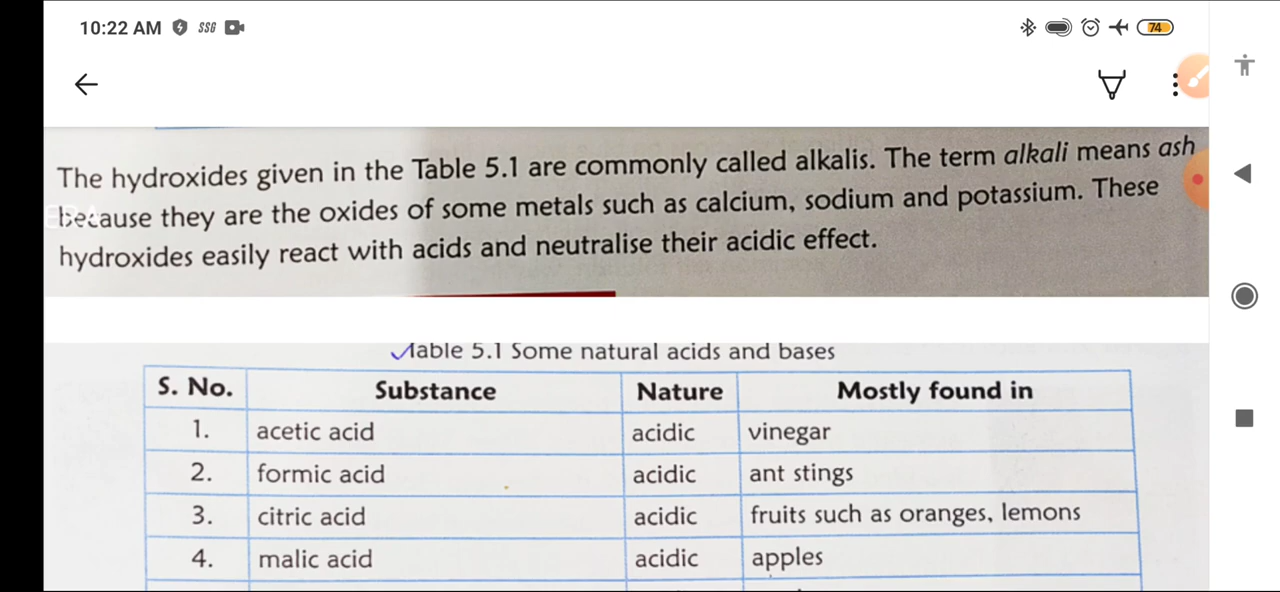 10:22 AM SSG 74
The hydroxides given in the Table 5.1 are commonly called alkalis. The term alkali means ash
because they are the oxides of some metals such as calcium, sodium and potassium. These
hydroxides easily react with acids and neutralise their acidic effect.
Table 5.1 Some natural acids and bases
S. No. Substance Nature Mostly found in
1. acetic acid acidic vinegar
2. formic acid acidic ant stings
3. citric acid acidic fruits such as oranges, lemons
4. malic acid acidic apples